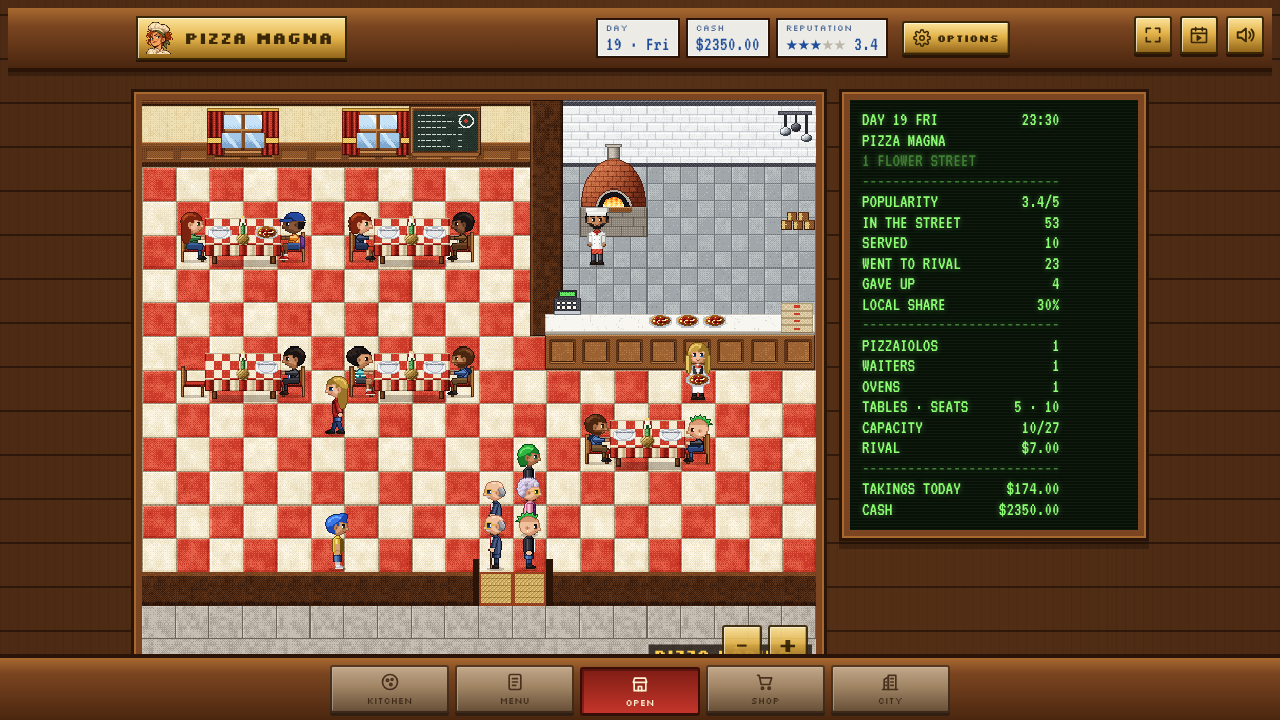 PIZZA MAGNA
DAY
19 · Fri
CASH
$2350.00
REPUTATION
★★★★★ 3.4
OPTIONS
DAY 19 FRI 23:30
PIZZA MAGNA
1 FLOWER STREET
POPULARITY 3.4/5
IN THE STREET 53
SERVED 10
WENT TO RIVAL 23
GAVE UP 4
LOCAL SHARE 30%
PIZZAIOLOS 1
WAITERS 1
OVENS 1
TABLES · SEATS 5 · 10
CAPACITY 10/27
RIVAL $7.00
TAKINGS TODAY $174.00
CASH $2350.00
- +
KITCHEN
MENU
OPEN
SHOP
CITY